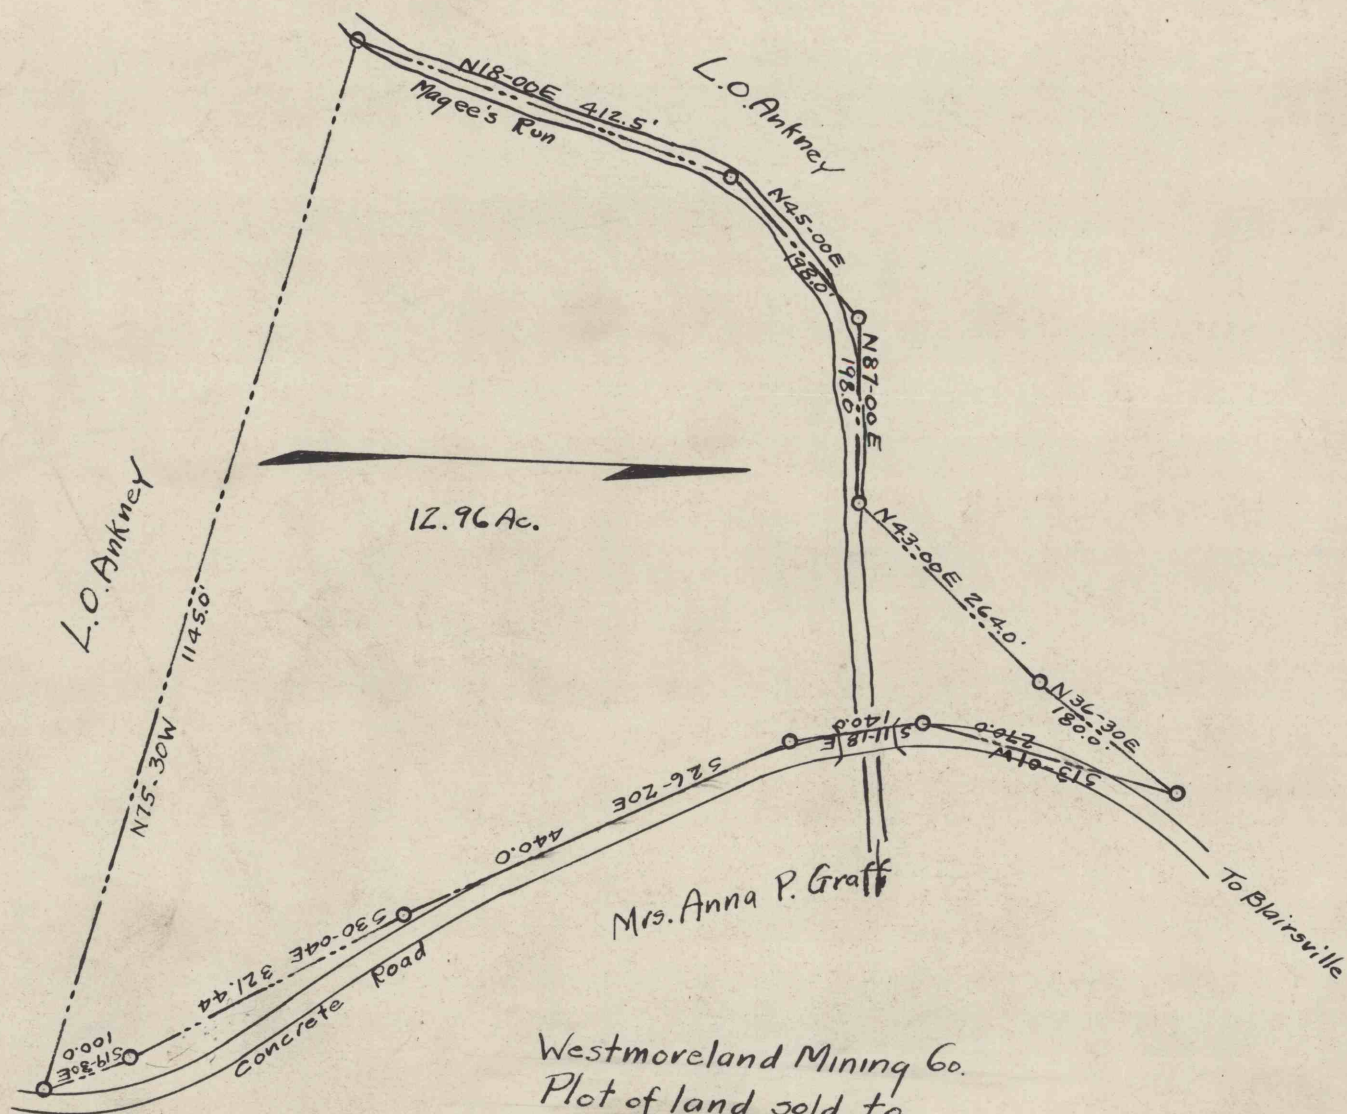 N18-00E 412.5'
Magee's Run
L.O. Ankney
N45-00E
198.0'
N87-00E
198.0
N43-00E 264.0'
N36-30E
180.0'
270.0
S13-01W
140.0
S11-18E
S26-20E
440.0
S30-04E 321.44
S19-30E
100.0
N75-30W 1145.0'
L.O. Ankney
12.96 Ac.
Concrete Road
Mrs. Anna P. Graff
To Blairsville
Westmoreland Mining Co.
Plot of land sold to